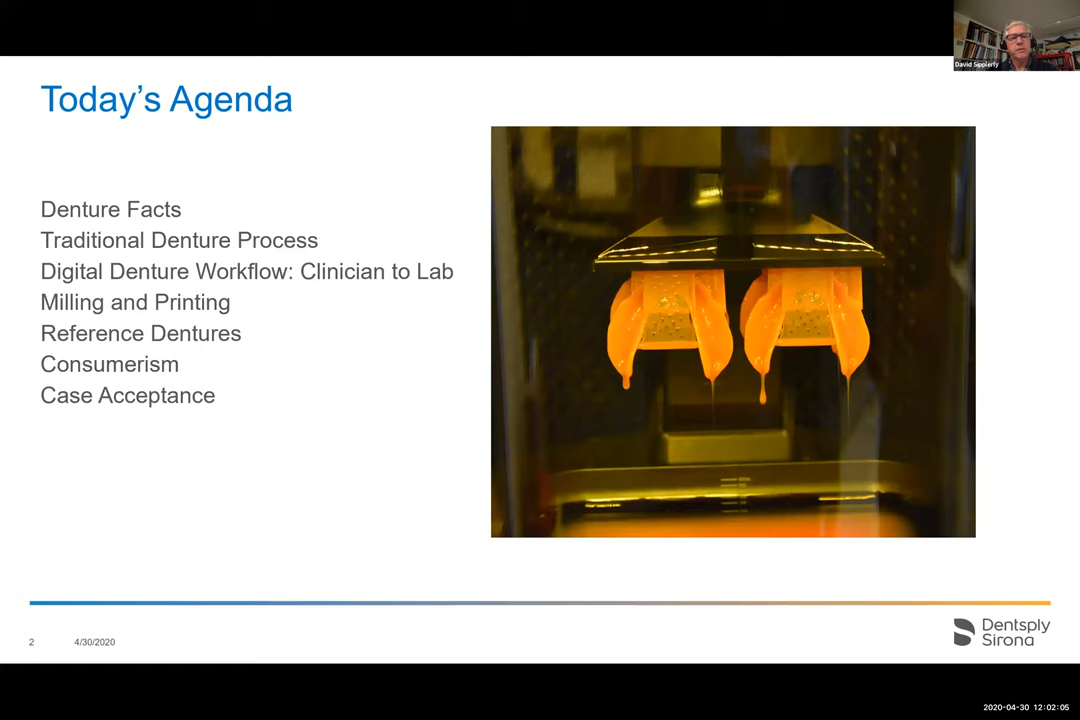 David Sipplerly
Today's Agenda
Denture Facts
Traditional Denture Process
Digital Denture Workflow: Clinician to Lab
Milling and Printing
Reference Dentures
Consumerism
Case Acceptance
2
4/30/2020
Dentsply
Sirona
2020-04-30 12:02:05